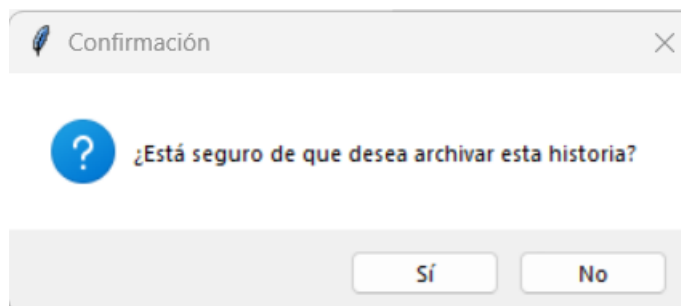 Confirmación
¿Está seguro de que desea archivar esta historia?
Sí
No